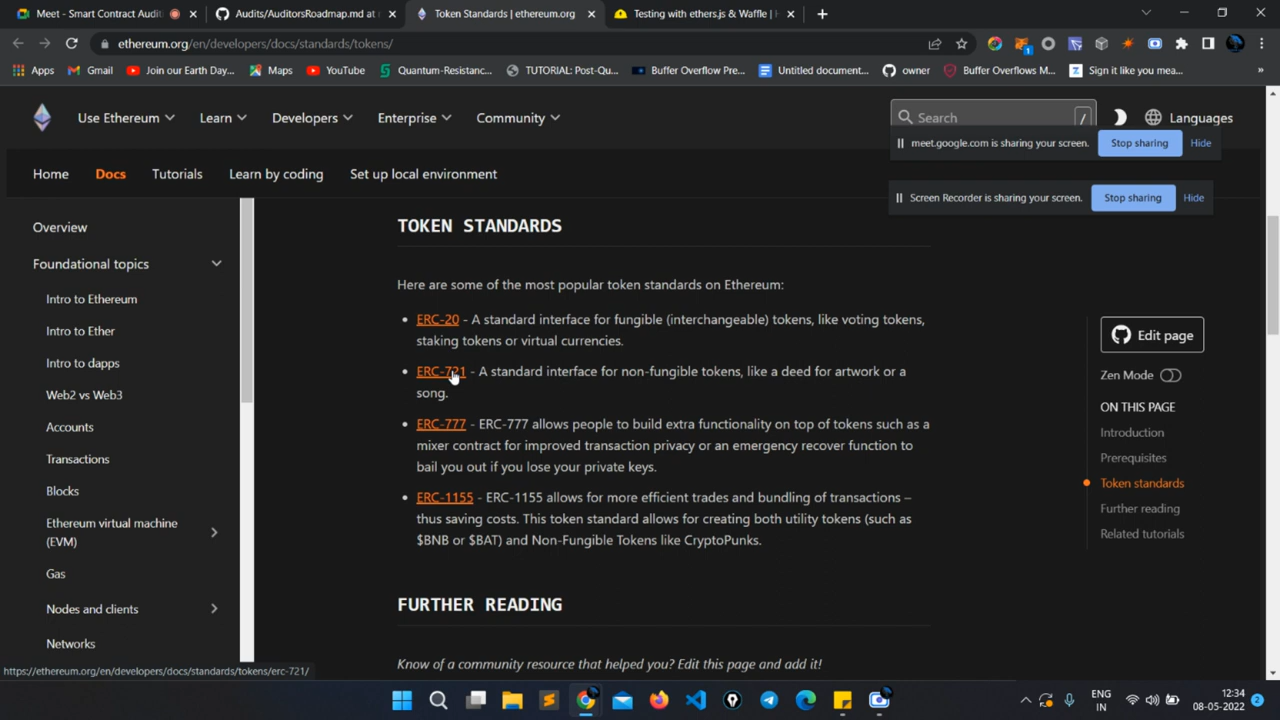 Meet - Smart Contract Audit
Audits/AuditorsRoadmap.md at
Token Standards | ethereum.org
Testing with ethers.js & Waffle | H
ethereum.org/en/developers/docs/standards/tokens/
Apps
Gmail
Join our Earth Day...
Maps
YouTube
Quantum-Resistanc...
TUTORIAL: Post-Qu...
Buffer Overflow Pre...
Untitled document...
owner
Buffer Overflows M...
Sign it like you mea...
»
Use Ethereum
Learn
Developers
Enterprise
Community
Search
/
Languages
meet.google.com is sharing your screen.
Stop sharing
Hide
Home
Docs
Tutorials
Learn by coding
Set up local environment
Screen Recorder is sharing your screen.
Stop sharing
Hide
Overview
Foundational topics
Intro to Ethereum
Intro to Ether
Intro to dapps
Web2 vs Web3
Accounts
Transactions
Blocks
Ethereum virtual machine
(EVM)
Gas
Nodes and clients
Networks
TOKEN STANDARDS
Here are some of the most popular token standards on Ethereum:
• ERC-20 - A standard interface for fungible (interchangeable) tokens, like voting tokens,
staking tokens or virtual currencies.
• ERC-721 - A standard interface for non-fungible tokens, like a deed for artwork or a
song.
• ERC-777 - ERC-777 allows people to build extra functionality on top of tokens such as a
mixer contract for improved transaction privacy or an emergency recover function to
bail you out if you lose your private keys.
• ERC-1155 - ERC-1155 allows for more efficient trades and bundling of transactions –
thus saving costs. This token standard allows for creating both utility tokens (such as
$BNB or $BAT) and Non-Fungible Tokens like CryptoPunks.
FURTHER READING
Know of a community resource that helped you? Edit this page and add it!
Edit page
Zen Mode
ON THIS PAGE
Introduction
Prerequisites
Token standards
Further reading
Related tutorials
https://ethereum.org/en/developers/docs/standards/tokens/erc-721/
ENG
IN
12:34
08-05-2022
2